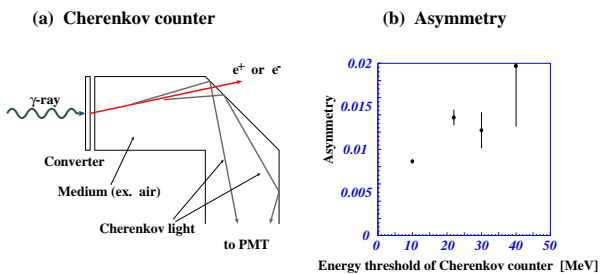 (a) Cherenkov counter
e+ or e-
γ-ray
Converter
Medium (ex. air)
Cherenkov light
to PMT
(b) Asymmetry
Asymmetry
0.02
0.015
0.01
0.005
0
0 10 20 30 40 50
Energy threshold of Cherenkov counter [MeV]